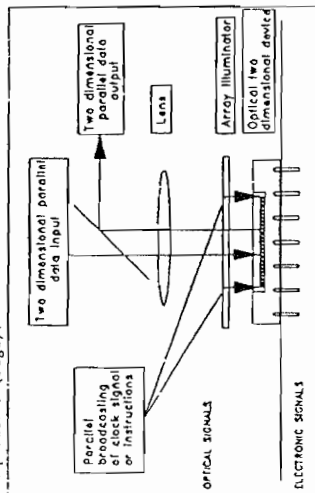 Two dimensional parallel
data input
Two dimensional
parallel data
output
Lens
Parallel
broadcasting
of clock signal
or instructions
Array Illuminator
Optical two
dimensional device
OPTICAL SIGNALS
ELECTRONIC SIGNALS